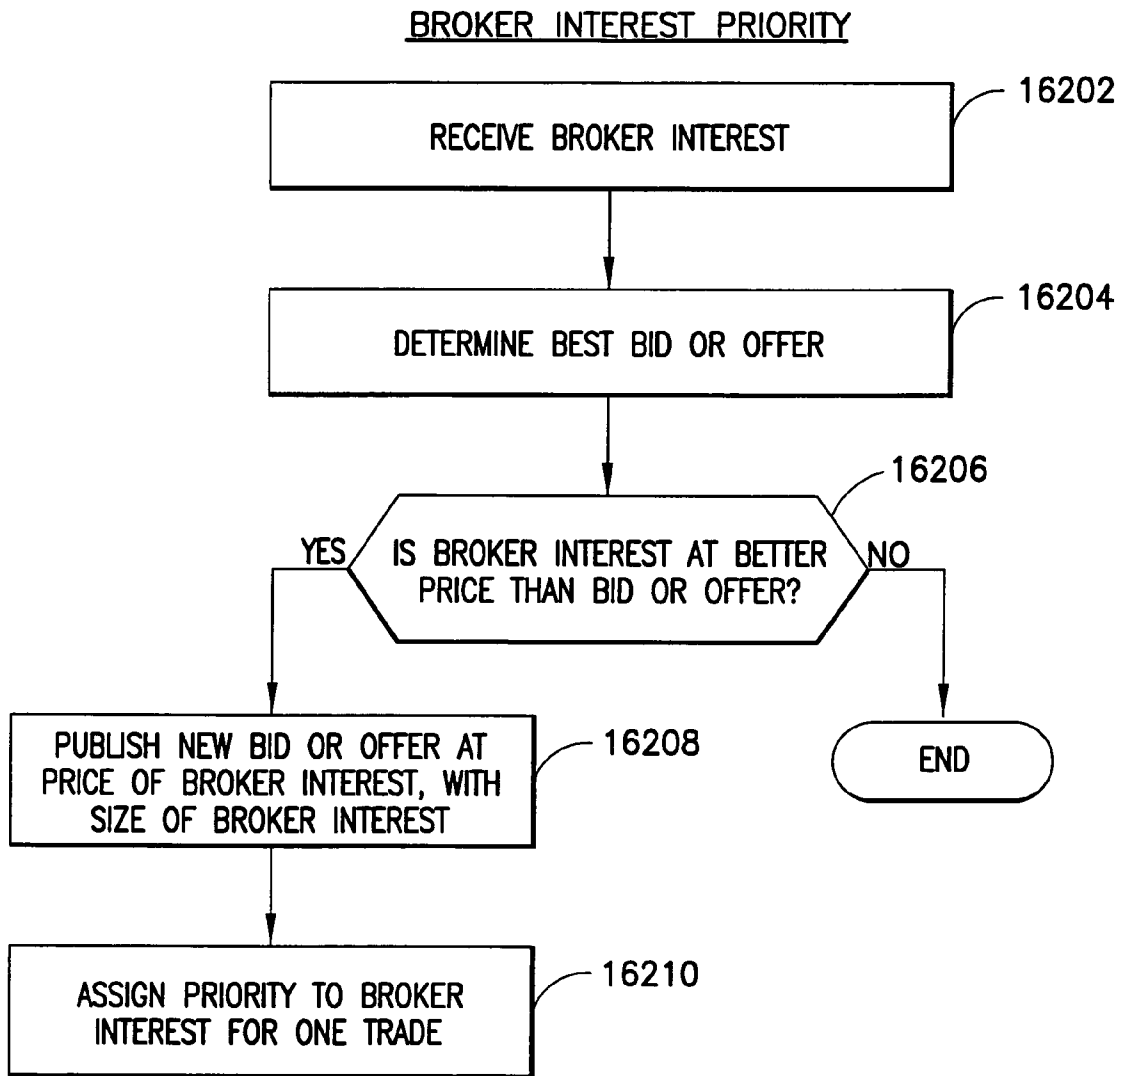 BROKER INTEREST PRIORITY
16202
RECEIVE BROKER INTEREST
16204
DETERMINE BEST BID OR OFFER
16206
YES
IS BROKER INTEREST AT BETTER
PRICE THAN BID OR OFFER?
NO
PUBLISH NEW BID OR OFFER AT
PRICE OF BROKER INTEREST, WITH
SIZE OF BROKER INTEREST
16208
END
ASSIGN PRIORITY TO BROKER
INTEREST FOR ONE TRADE
16210